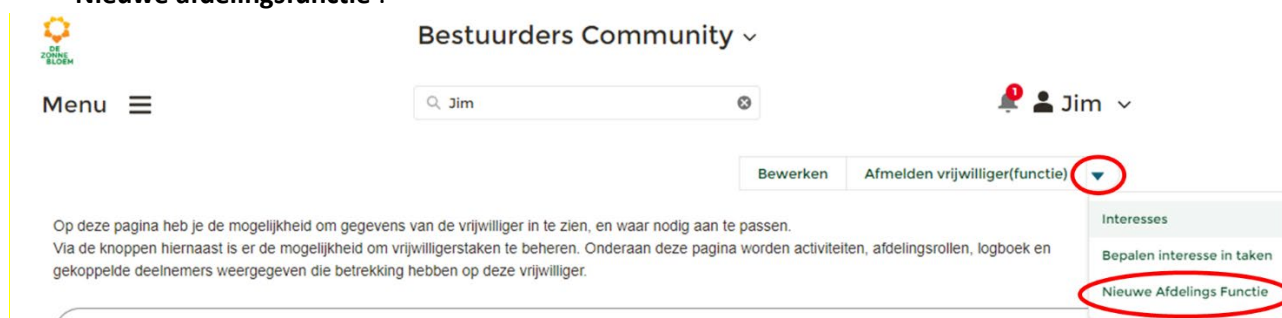 Nieuwe afdelingsfunctie'.
DE
ZONNE
BLOEM
Bestuurders Community
Menu
Jim
1
Jim
Bewerken
Afmelden vrijwilliger(functie)
Op deze pagina heb je de mogelijkheid om gegevens van de vrijwilliger in te zien, en waar nodig aan te passen.
Via de knoppen hiernaast is er de mogelijkheid om vrijwilligerstaken te beheren. Onderaan deze pagina worden activiteiten, afdelingsrollen, logboek en
gekoppelde deelnemers weergegeven die betrekking hebben op deze vrijwilliger.
Interesses
Bepalen interesse in taken
Nieuwe Afdelings Functie